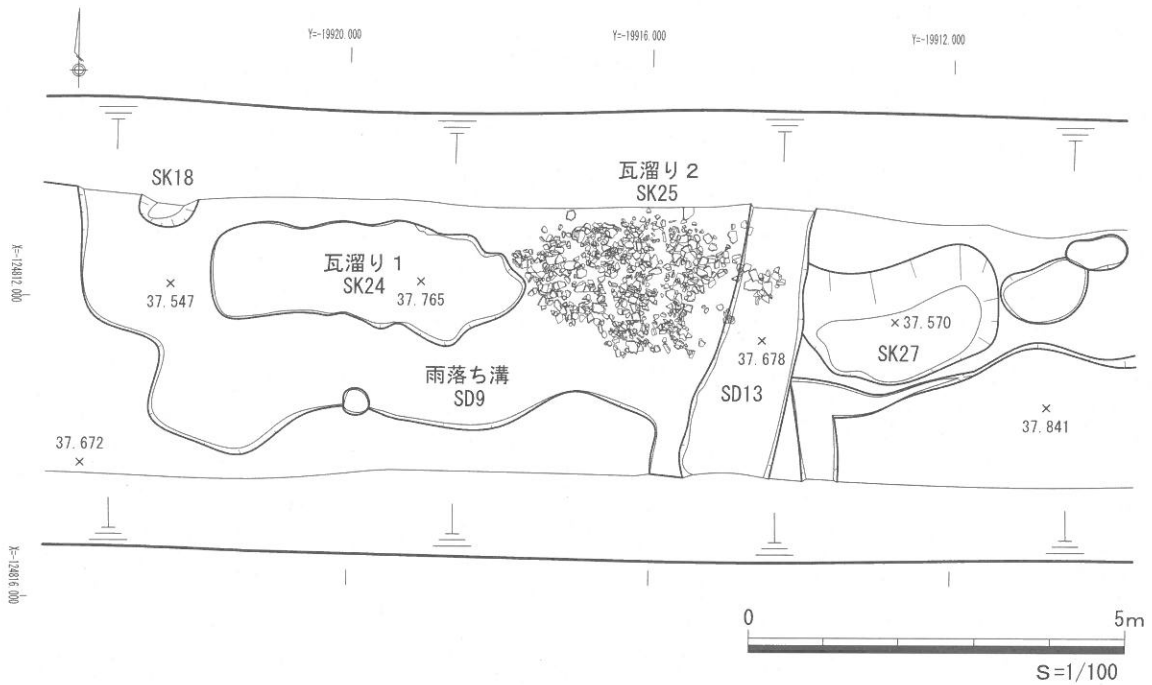 Y=-19920.000
Y=-19916.000
Y=-19912.000
SK18
瓦溜り2
SK25
X=-124812.000
瓦溜り1
SK24
37.547
37.765
37.570
SK27
37.678
雨落ち溝
SD9
SD13
37.841
37.672
X=-124816.000
0
5m
S=1/100